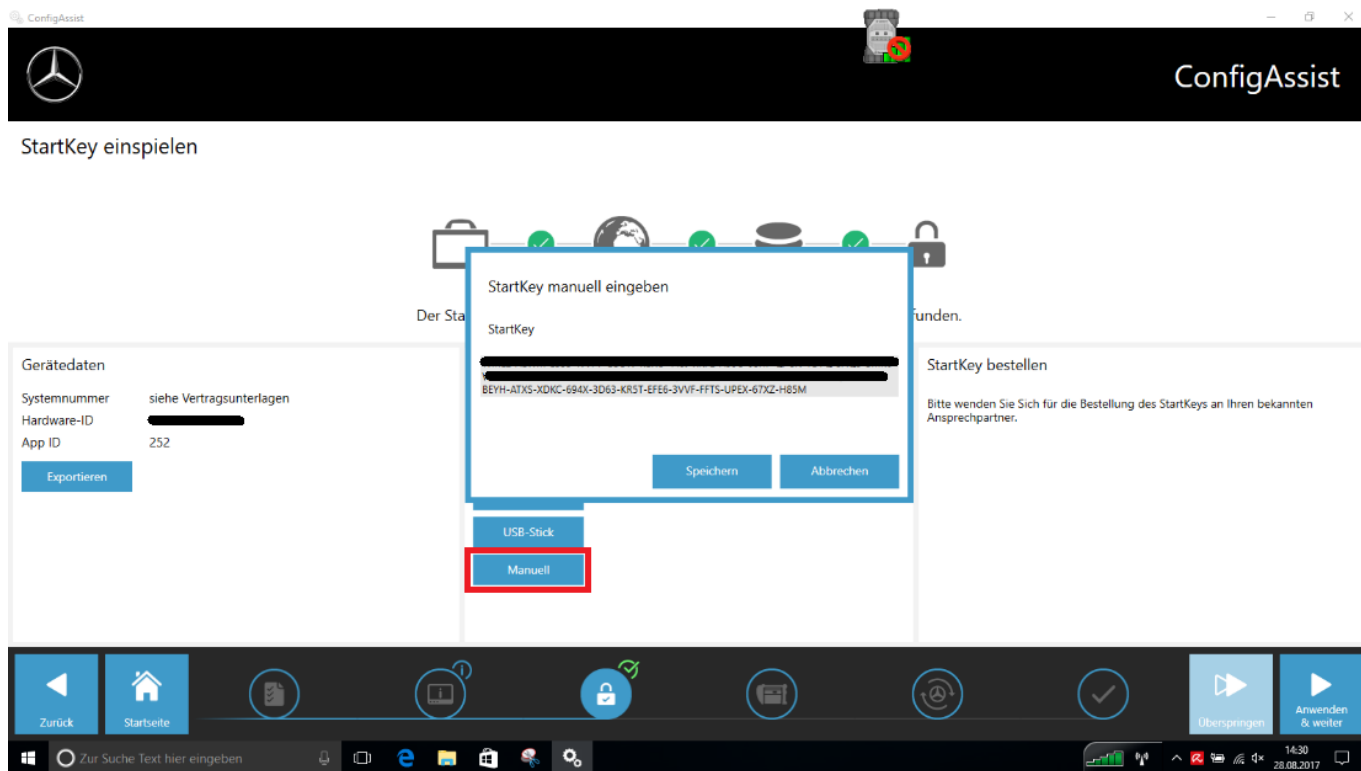 ConfigAssist
ConfigAssist
StartKey einspielen
Der Sta
funden.
StartKey manuell eingeben
StartKey
BEYH-ATXS-XDKC-694X-3D63-KR5T-EFE6-3VVF-FFTS-UPEX-67XZ-H85M
Speichern
Abbrechen
Gerätedaten
Systemnummer siehe Vertragsunterlagen
Hardware-ID
App ID 252
Exportieren
USB-Stick
Manuell
StartKey bestellen
Bitte wenden Sie Sich für die Bestellung des StartKeys an Ihren bekannten
Ansprechpartner.
Zurück
Startseite
Überspringen
Anwenden
& weiter
Zur Suche Text hier eingeben
14:30
28.08.2017